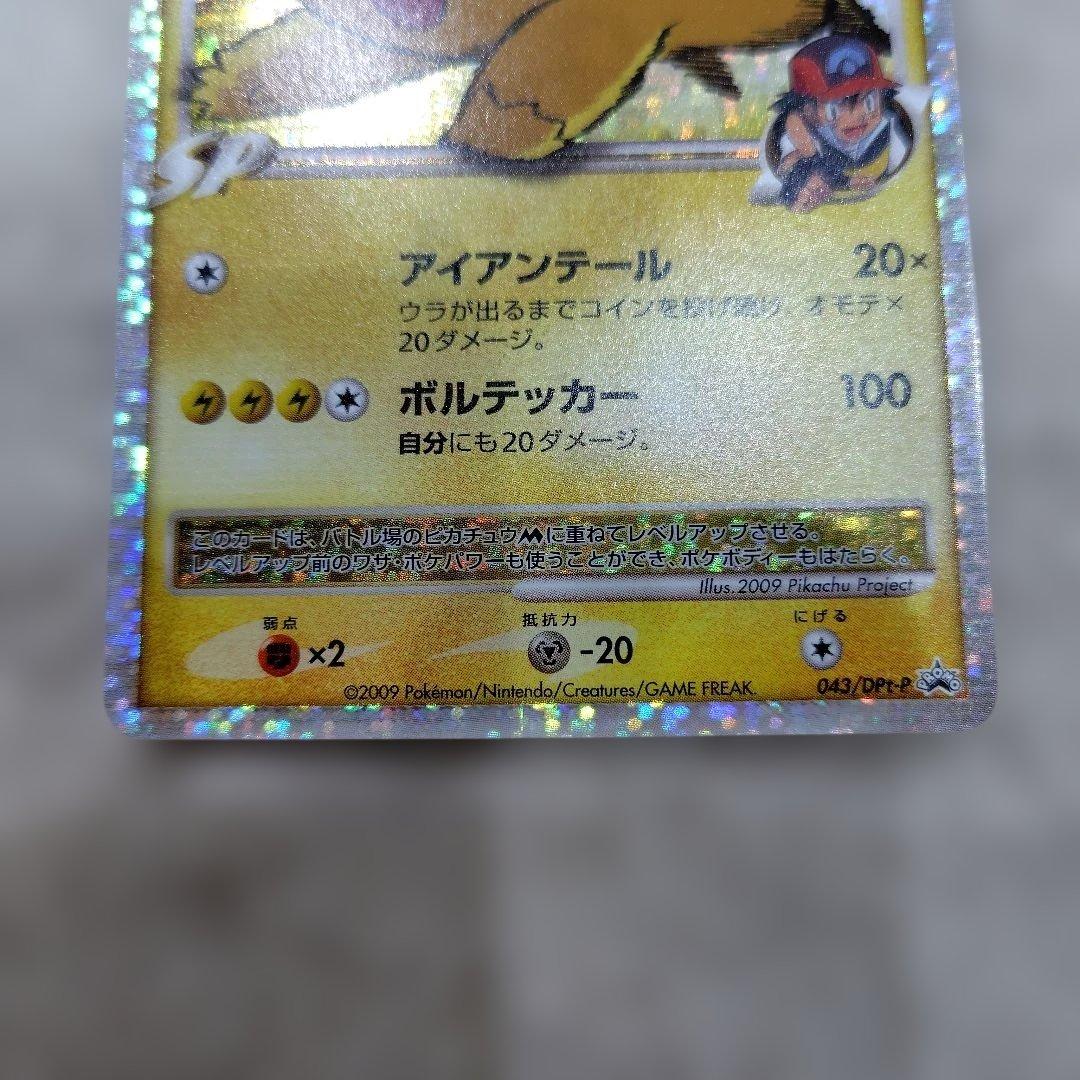 SP
アイアンテール 20×
ウラが出るまでコインを投げ続け、オモテ×
20ダメージ。
ボルテッカー 100
自分にも20ダメージ。
このカードは、バトル場のピカチュウMに重ねてレベルアップさせる。
レベルアップ前のワザ・ポケパワーも使うことができ、ポケボディーもはたらく。
Illus.2009 Pikachu Project
弱点 抵抗力 にげる
×2 -20
©2009 Pokémon/Nintendo/Creatures/GAME FREAK.
043/DPt-P PROMO